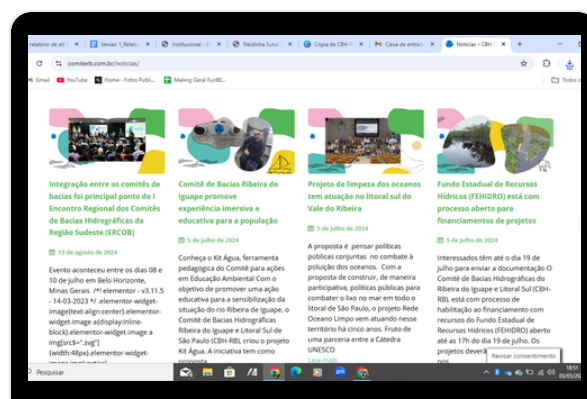 relatório de ati
Versao 1_Relat
Institucional - C
Neidinha Suruí
Cópia de CBH-R
Caixa de entrad
Notícias – CBH
comiterb.com.br/noticias/
Gmail
YouTube
Home - Fotos Públi...
Mailing Geral FunBE...
Todos o
Integração entre os comitês de
bacias foi principal ponto do I
Encontro Regional dos Comitês
de Bacias Hidrográficas da
Região Sudeste (ERCOB)
13 de agosto de 2024
Evento aconteceu entre os dias 08 e
10 de julho em Belo Horizonte,
Minas Gerais /*! elementor - v3.11.5
- 14-03-2023 */ .elementor-widget-
image{text-align:center}.elementor-
widget-image a{display:inline-
block}.elementor-widget-image a
img[src$=".svg"]
{width:48px}.elementor-widget-
Comitê de Bacias Ribeira do
Iguape promove
experiência imersiva e
educativa para a população
5 de julho de 2024
Conheça o Kit Água, ferramenta
pedagógica do Comitê para ações
em Educação Ambiental Com o
objetivo de promover uma ação
educativa para a sensibilização da
situação do rio Ribeira de Iguape, o
Comitê de Bacias Hidrográficas
Ribeira do Iguape e Litoral Sul de
São Paulo (CBH-RB), criou o projeto
Kit Água. A iniciativa tem como
proposta
Projeto de limpeza dos oceanos
tem atuação no litoral sul do
Vale do Ribeira
5 de julho de 2024
A proposta é pensar políticas
públicas conjuntas no combate à
poluição dos oceanos. Com a
proposta de construir, de maneira
participativa, políticas públicas para
combater o lixo no mar em todo o
litoral de São Paulo, o projeto Rede
Oceano Limpo vem atuando nesse
território há cinco anos. Fruto de
uma parceria entre a Cátedra
UNESCO
Leia mais
Fundo Estadual de Recursos
Hídricos (FEHIDRO) está com
processo aberto para
financiamentos de projetos
5 de julho de 2024
Interessados têm até o dia 19 de
julho para enviar a documentação O
Comitê de Bacias Hidrográficas do
Ribeira de Iguape e Litoral Sul (CBH-
RB), está com processo de
habilitação ao financiamento com
recursos do Fundo Estadual de
Recursos Hídricos (FEHIDRO) aberto
até as 17h do dia 19 de julho. Os
projetos deverã
Revisar consentimento
Pesquisar
18:51